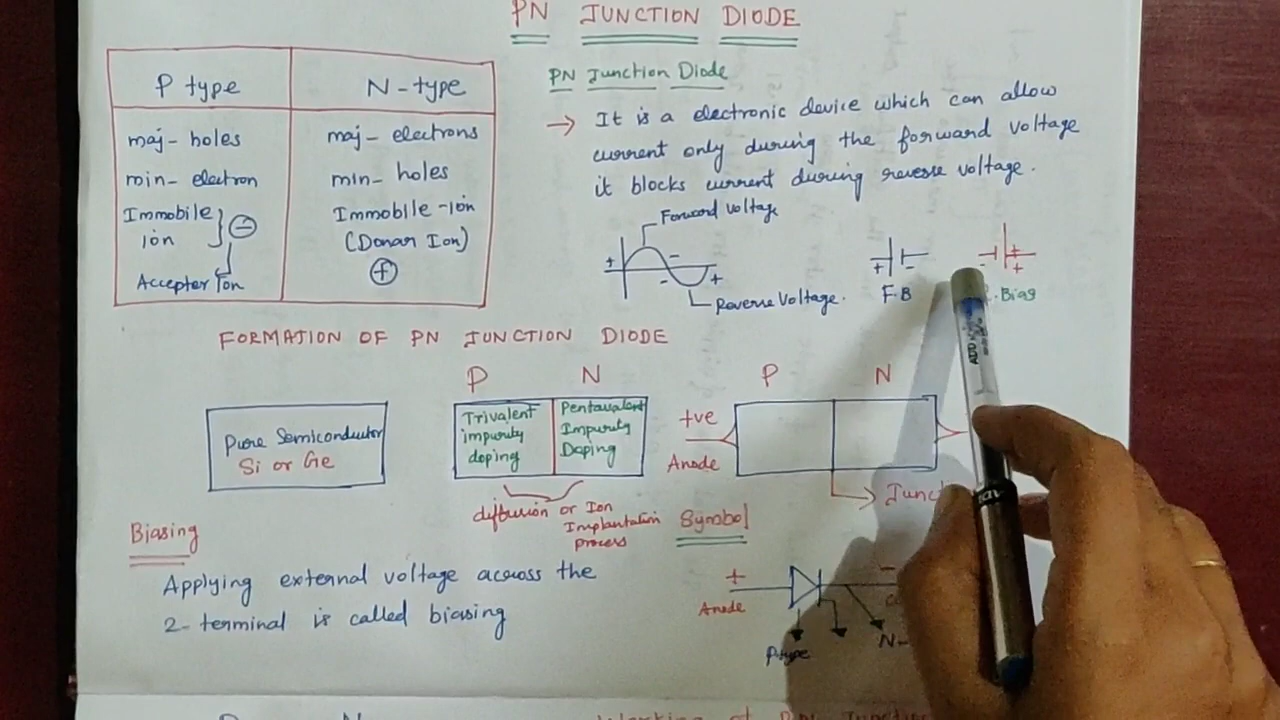 PN JUNCTION DIODE
P type
N-type
maj- holes
maj- electrons
min- electron
min- holes
Immobile
ion
-
Acceptor Ion
Immobile -ion
(Donar Ion)
+
PN Junction Diode
→ It is a electronic device which can allow
current only during the forward voltage
it blocks current during reverse voltage.
Forward voltage
+ - - +
Reverse voltage.
+ -
F.B
- + +
.Bias
FORMATION OF PN JUNCTION DIODE
Pure Semiconductor
Si or Ge
P N
Trivalent
impurity
doping
Pentavalent
Impurity
Doping
diffusion or Ion
Implantation
process
P N
+ve
Anode
Biasing
Applying external voltage across the
2-terminal is called biasing
Symbol
+ -
Anode
P-type
N-